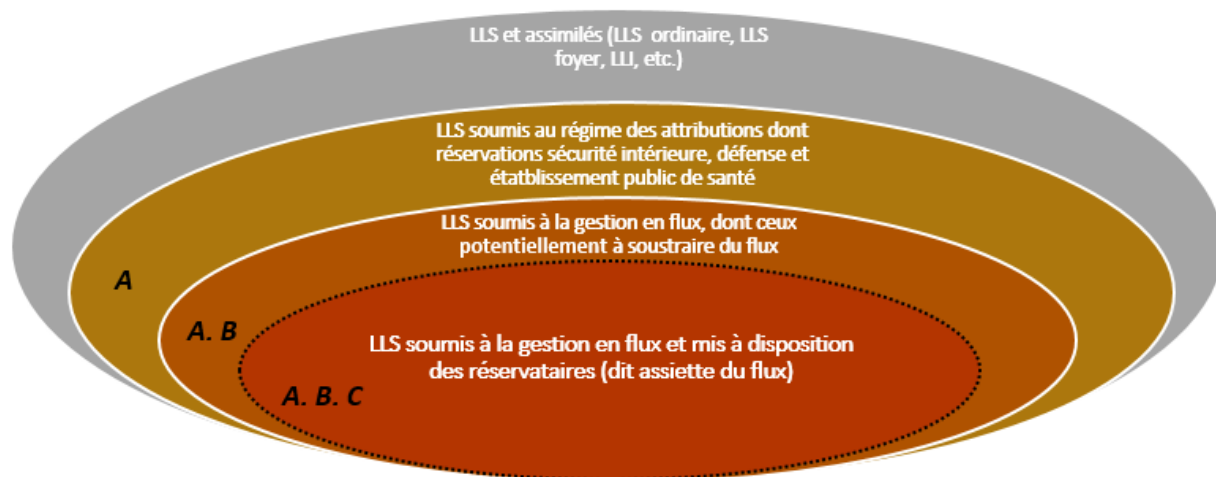 LLS et assimilés (LLS ordinaire, LLS
foyer, LLI, etc.)
LLS soumis au régime des attributions dont
réservations sécurité intérieure, défense et
étatblissement public de santé
LLS soumis à la gestion en flux, dont ceux
potentiellement à soustraire du flux
A
A. B
LLS soumis à la gestion en flux et mis à disposition
des réservataires (dit assiette du flux)
A. B. C